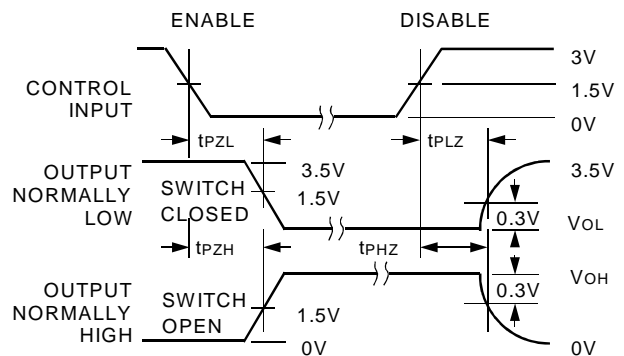 ENABLE DISABLE
3V
CONTROL INPUT 1.5V
0V
tPZL tPLZ
OUTPUT NORMALLY LOW
SWITCH CLOSED
3.5V 3.5V
1.5V
0.3V VOL
tPZH tPHZ
OUTPUT NORMALLY HIGH
SWITCH OPEN
VOH
0.3V
1.5V
0V 0V